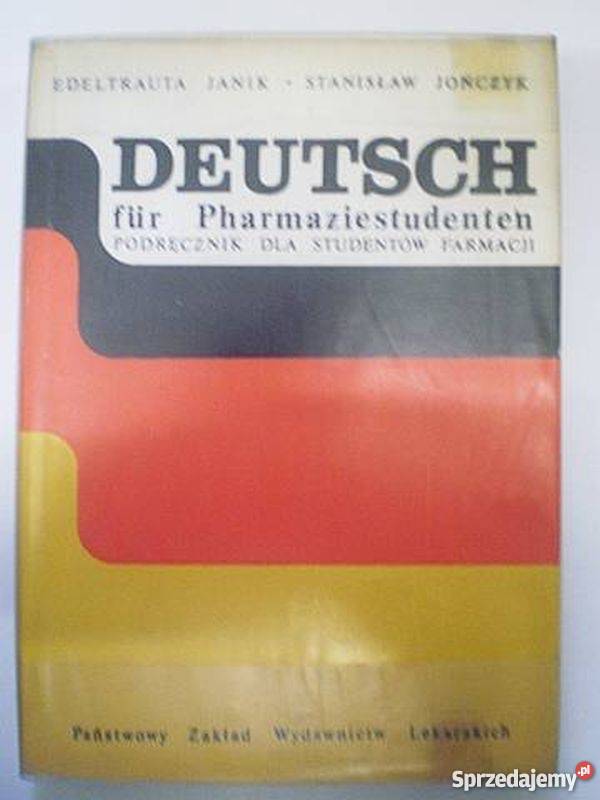 EDELTRAUTA JANIK • STANISŁAW JOŃCZYK
DEUTSCH
für Pharmaziestudenten
PODRĘCZNIK DLA STUDENTÓW FARMACJI
Państwowy Zakład Wydawnictw Lekarskich
Sprzedajemy.pl